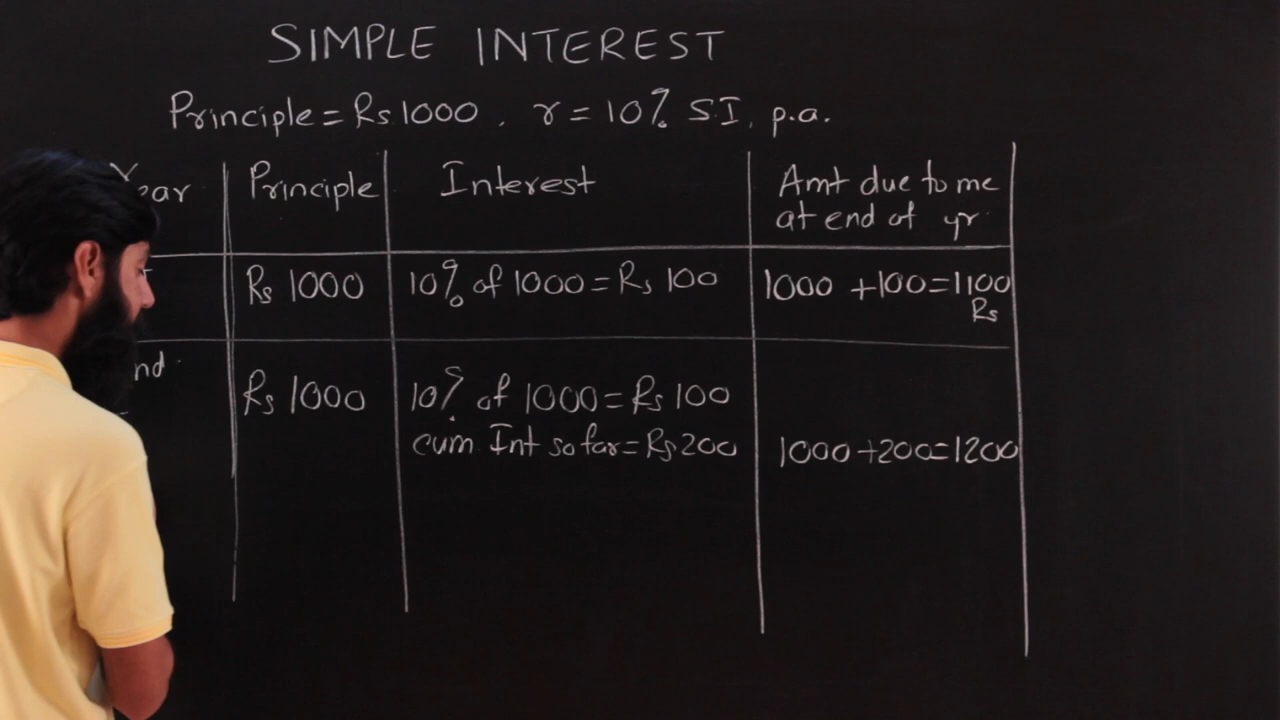 SIMPLE INTEREST
Principle = Rs 1000, r = 10% S.I. p.a.
Year Principle Interest Amt due to me
at end of yr
Rs 1000 10% of 1000 = Rs 100 1000 + 100 = 1100
Rs
nd
Rs 1000 10% of 1000 = Rs 100
cum. Int so far = Rs 200 1000 + 200 = 1200